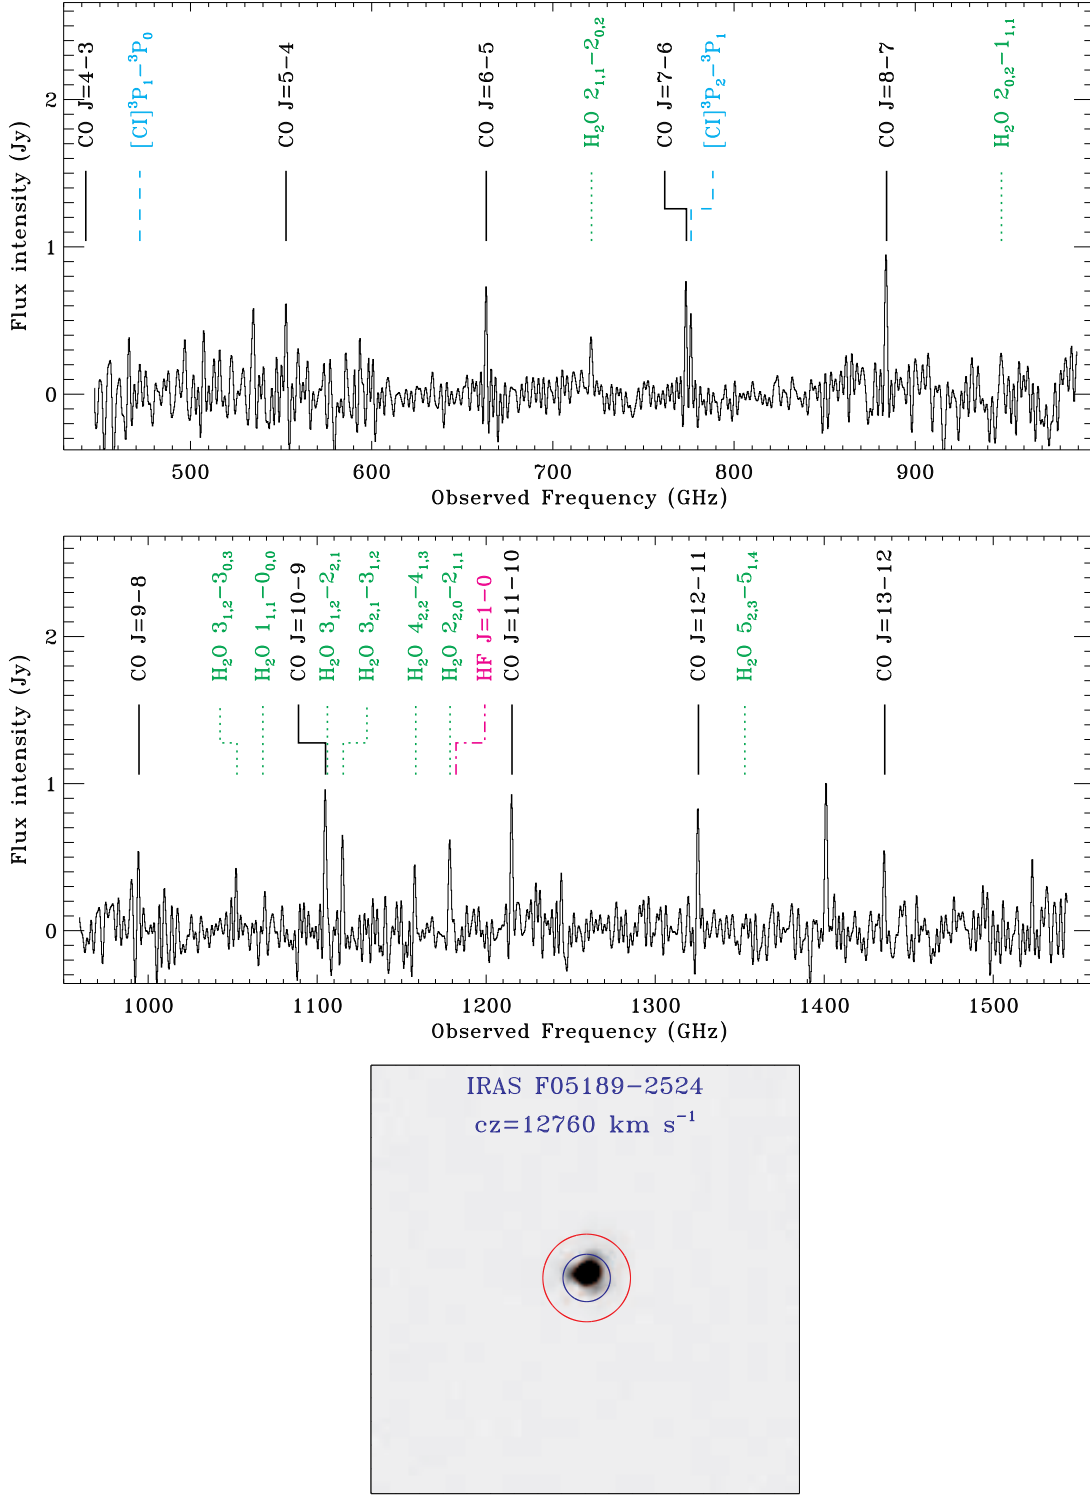 CO J=4−3
[CI]³P₁−³P₀
CO J=5−4
CO J=6−5
H₂O 2₁,₁−2₀,₂
CO J=7−6
[CI]³P₂−³P₁
CO J=8−7
H₂O 2₀,₂−1₁,₁
Flux intensity (Jy)
2
1
0
500 600 700 800 900
Observed Frequency (GHz)
CO J=9−8
H₂O 3₁,₂−3₀,₃
H₂O 1₁,₁−0₀,₀
CO J=10−9
H₂O 3₁,₂−2₂,₁
H₂O 3₂,₁−3₁,₂
H₂O 4₂,₂−4₁,₃
H₂O 2₂,₀−2₁,₁
HF J=1−0
CO J=11−10
CO J=12−11
H₂O 5₂,₃−5₁,₄
CO J=13−12
Flux intensity (Jy)
2
1
0
1000 1100 1200 1300 1400 1500
Observed Frequency (GHz)
IRAS F05189−2524
cz=12760 km s⁻¹